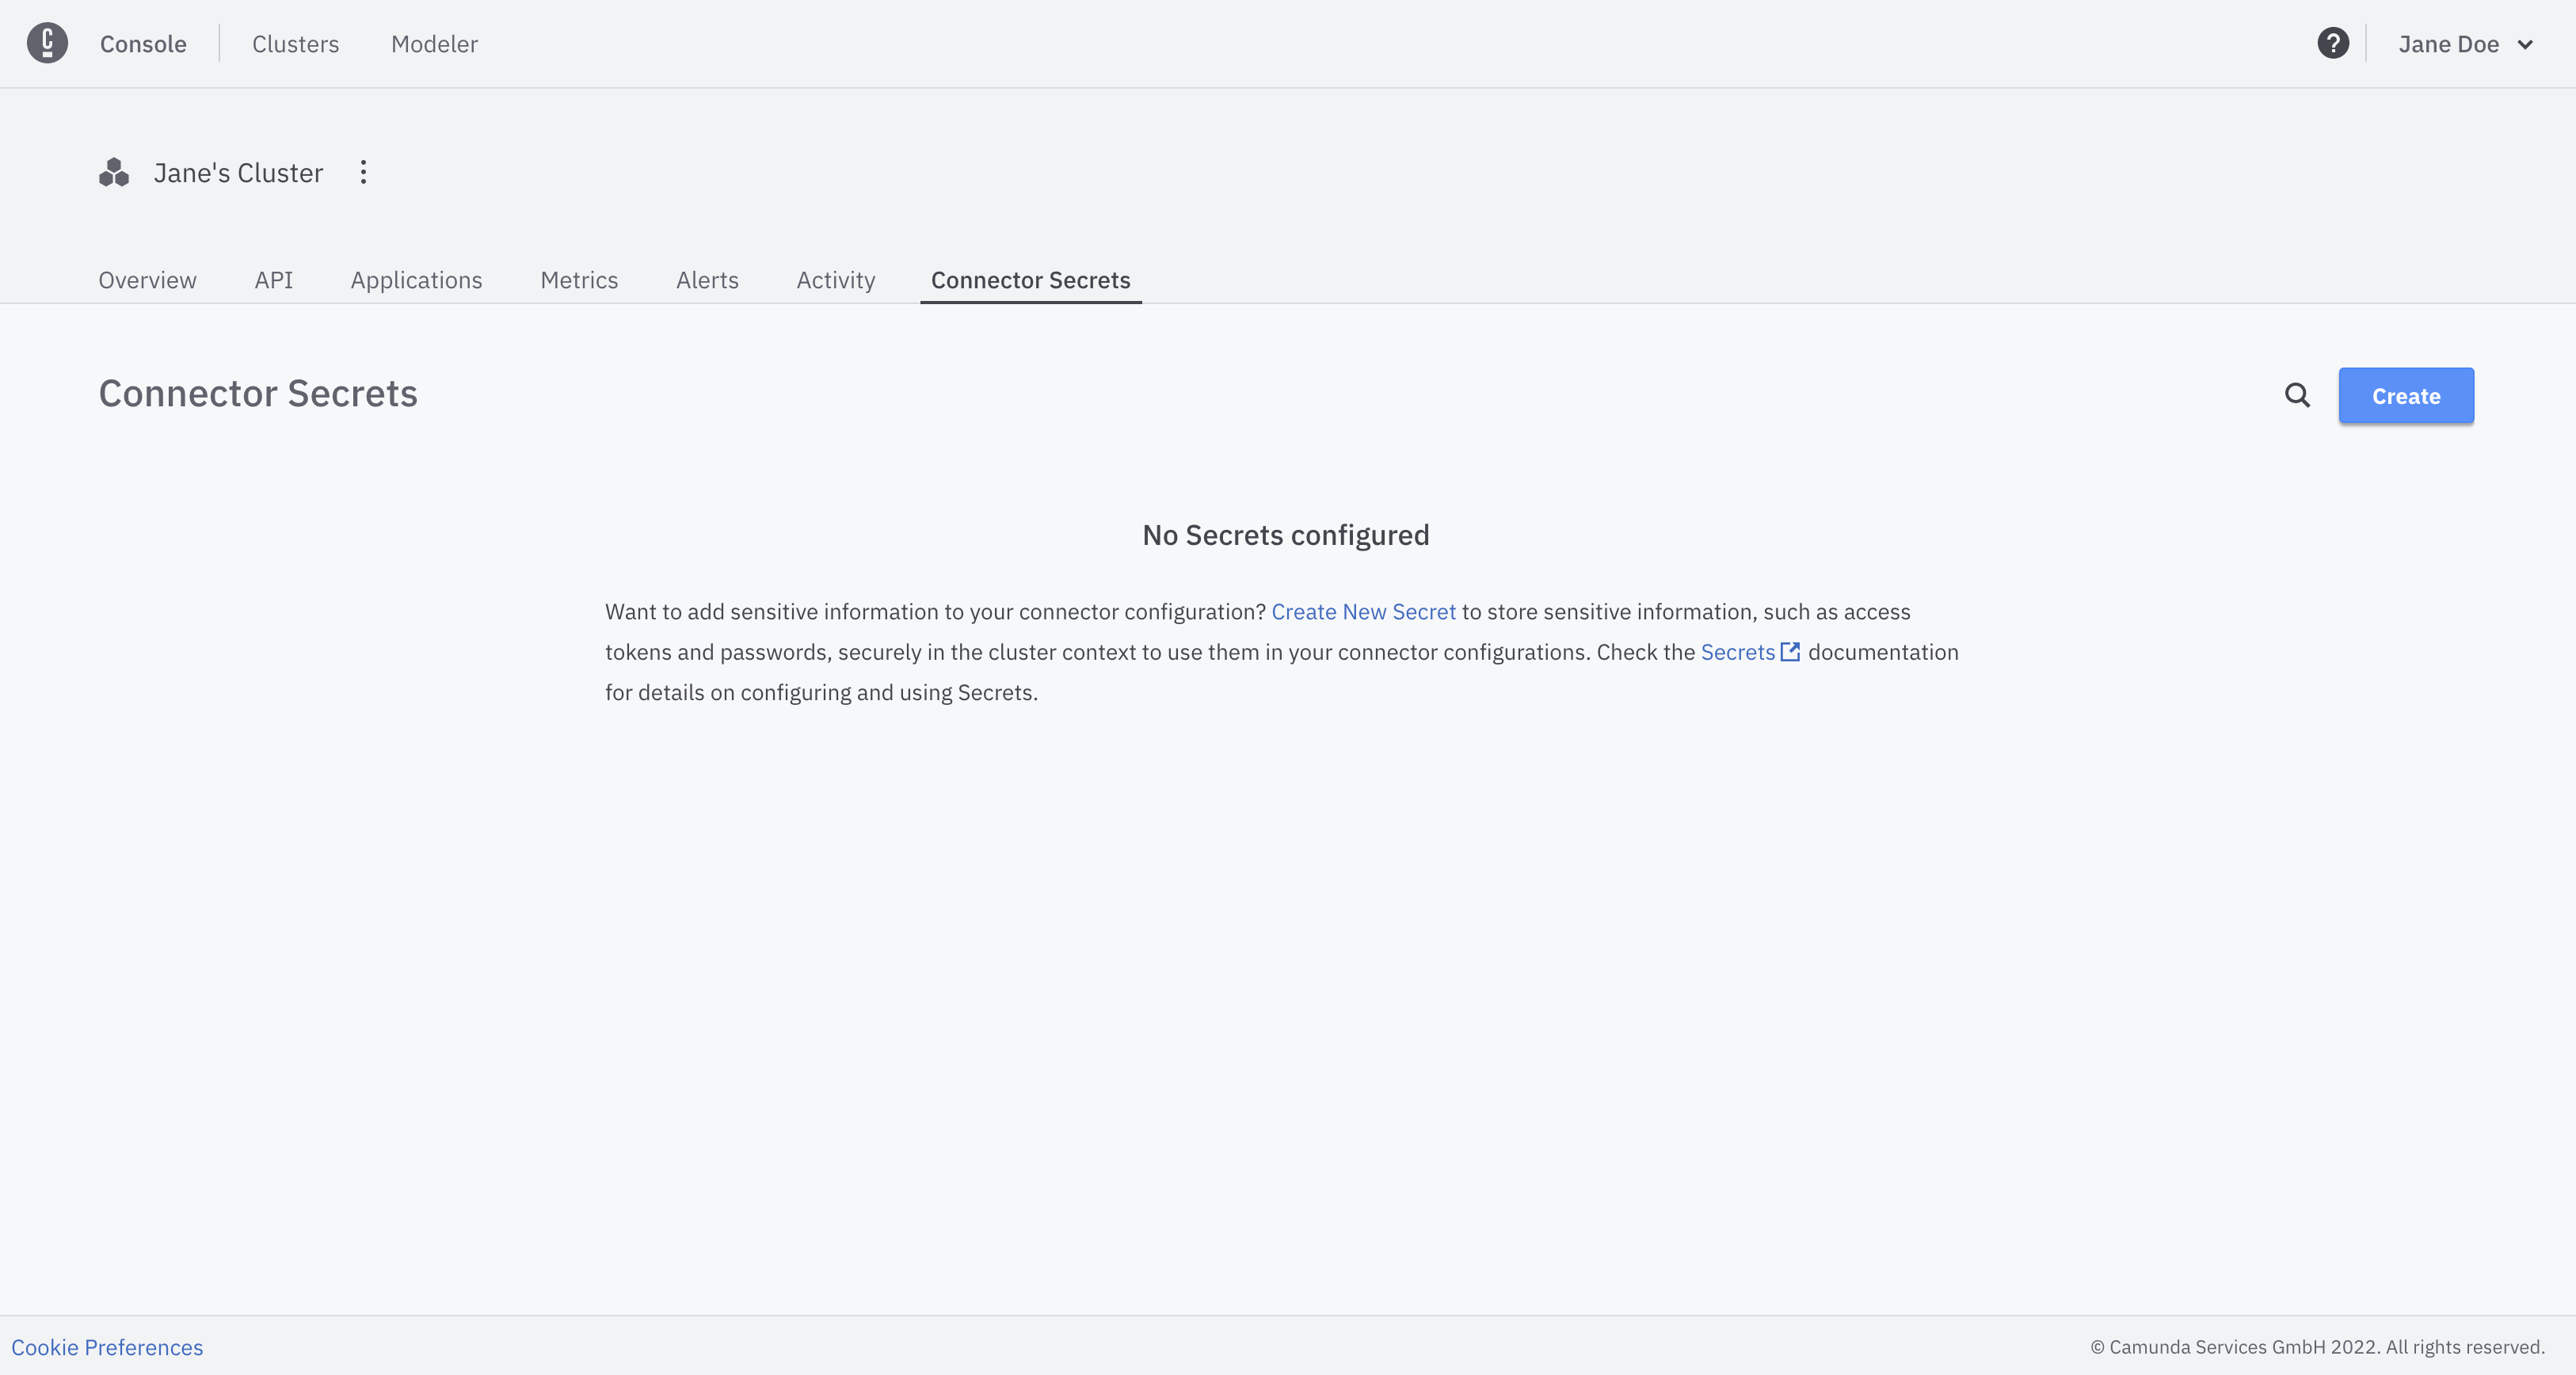 Console Clusters Modeler Jane Doe
Jane's Cluster
Overview API Applications Metrics Alerts Activity Connector Secrets
Connector Secrets Create
No Secrets configured
Want to add sensitive information to your connector configuration? Create New Secret to store sensitive information, such as access
tokens and passwords, securely in the cluster context to use them in your connector configurations. Check the Secrets documentation
for details on configuring and using Secrets.
Cookie Preferences © Camunda Services GmbH 2022. All rights reserved.